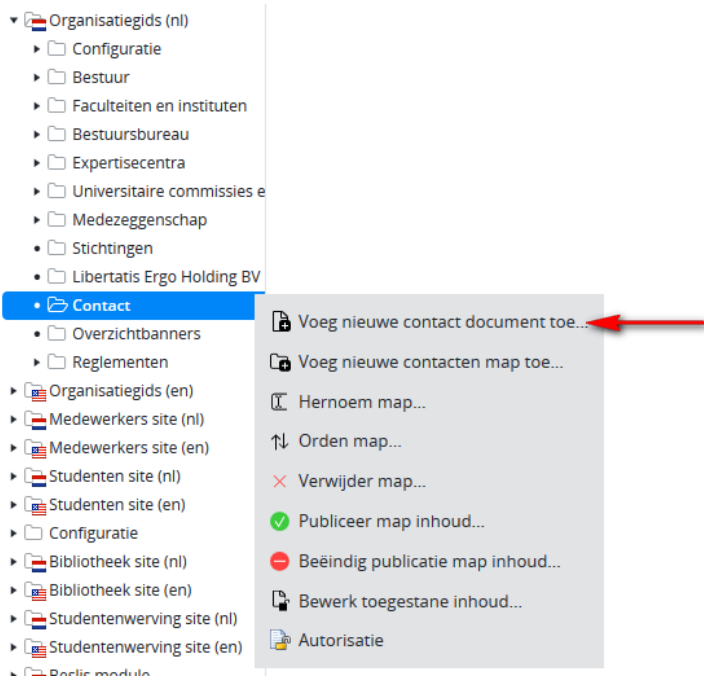 Organisatiegids (nl)
Configuratie
Bestuur
Faculteiten en instituten
Bestuursbureau
Expertisecentra
Universitaire commissies e
Medezeggenschap
Stichtingen
Libertatis Ergo Holding BV
Contact
Overzichtbanners
Reglementen
Organisatiegids (en)
Medewerkers site (nl)
Medewerkers site (en)
Studenten site (nl)
Studenten site (en)
Configuratie
Bibliotheek site (nl)
Bibliotheek site (en)
Studentenwerving site (nl)
Studentenwerving site (en)
Beslis module
Voeg nieuwe contact document toe...
Voeg nieuwe contacten map toe...
Hernoem map...
Orden map...
Verwijder map...
Publiceer map inhoud...
Beëindig publicatie map inhoud...
Bewerk toegestane inhoud...
Autorisatie